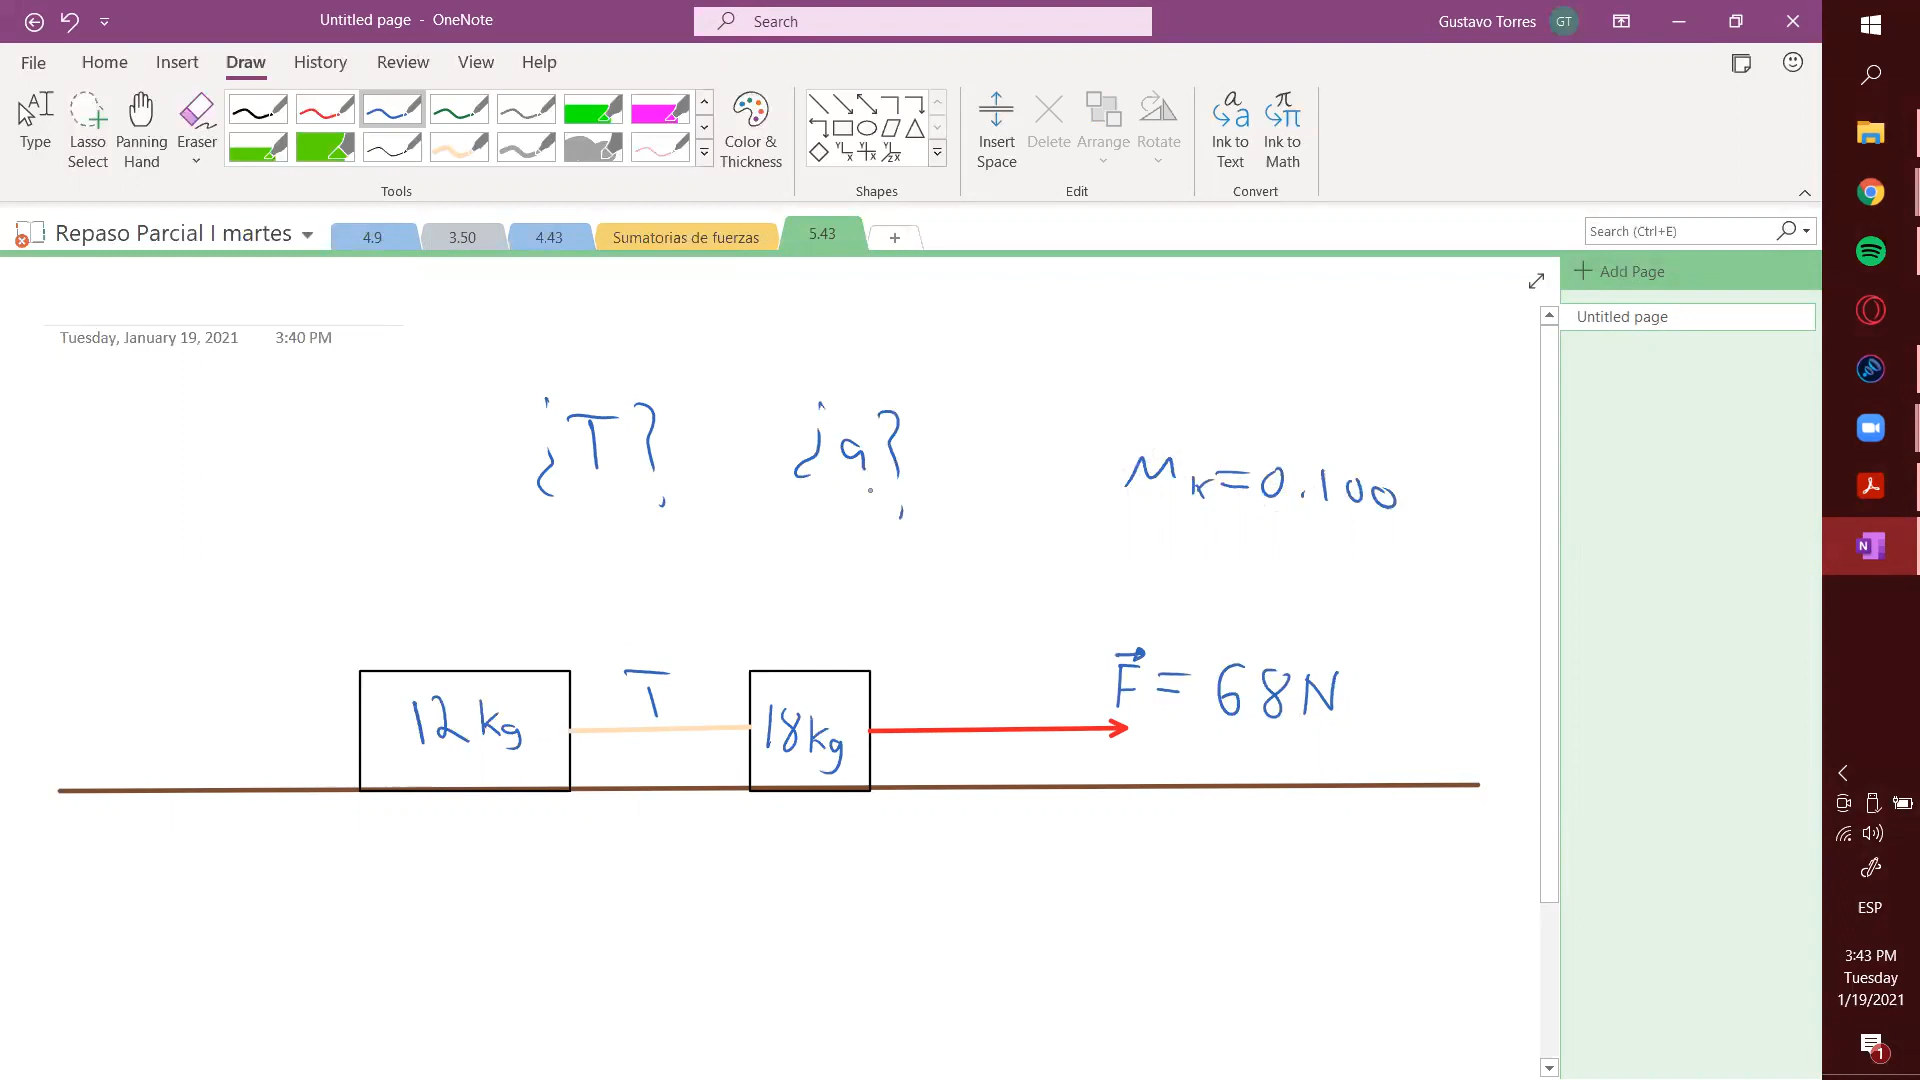 Untitled page - OneNote
Search
Gustavo Torres
GT
File
Home
Insert
Draw
History
Review
View
Help
Type
Lasso
Select
Panning
Hand
Eraser
Color &
Thickness
Insert
Space
Delete
Arrange
Rotate
Ink to
Text
Ink to
Math
Tools
Shapes
Edit
Convert
Repaso Parcial I martes
4.9
3.50
4.43
Sumatorias de fuerzas
5.43
Search (Ctrl+E)
Add Page
Untitled page
Tuesday, January 19, 2021
3:40 PM
¿T?
¿a?
μk=0.100
12kg
T
18kg
F = 68N
ESP
3:43 PM
Tuesday
1/19/2021
1